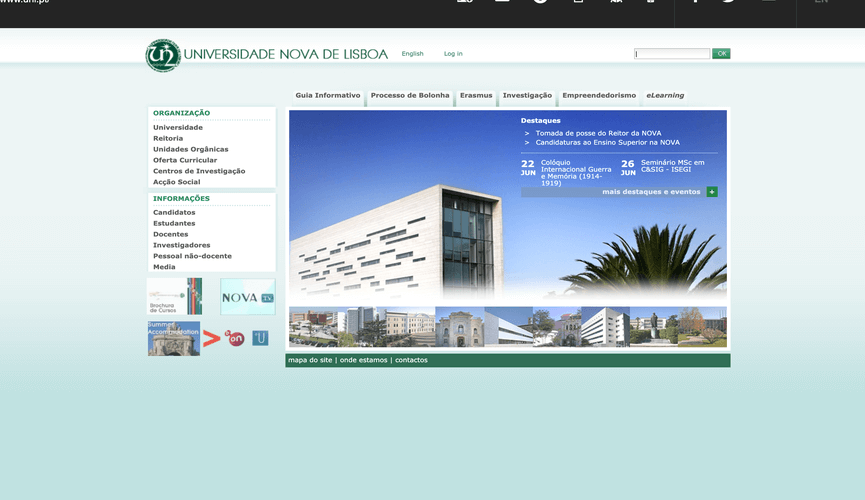 www.unl.pt/
EN
UNIVERSIDADE NOVA DE LISBOA
English
Log in
OK
Guia Informativo
Processo de Bolonha
Erasmus
Investigação
Empreendedorismo
eLearning
ORGANIZAÇÃO
Universidade
Reitoria
Unidades Orgânicas
Oferta Curricular
Centros de Investigação
Acção Social
INFORMAÇÕES
Candidatos
Estudantes
Docentes
Investigadores
Pessoal não-docente
Media
Brochura
de Cursos
NOVA
Summer
Accommodation
b
on
U
Destaques
> Tomada de posse do Reitor da NOVA
> Candidaturas ao Ensino Superior na NOVA
22
JUN
Colóquio
Internacional Guerra
e Memória (1914-
1919)
26
JUN
Seminário MSc em
C&SIG - ISEGI
mais destaques e eventos +
mapa do site | onde estamos | contactos